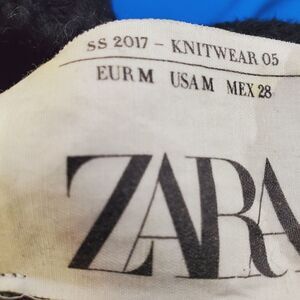 SS 2017 - KNITWEAR 05
EUR M USA M MEX 28
ZARA